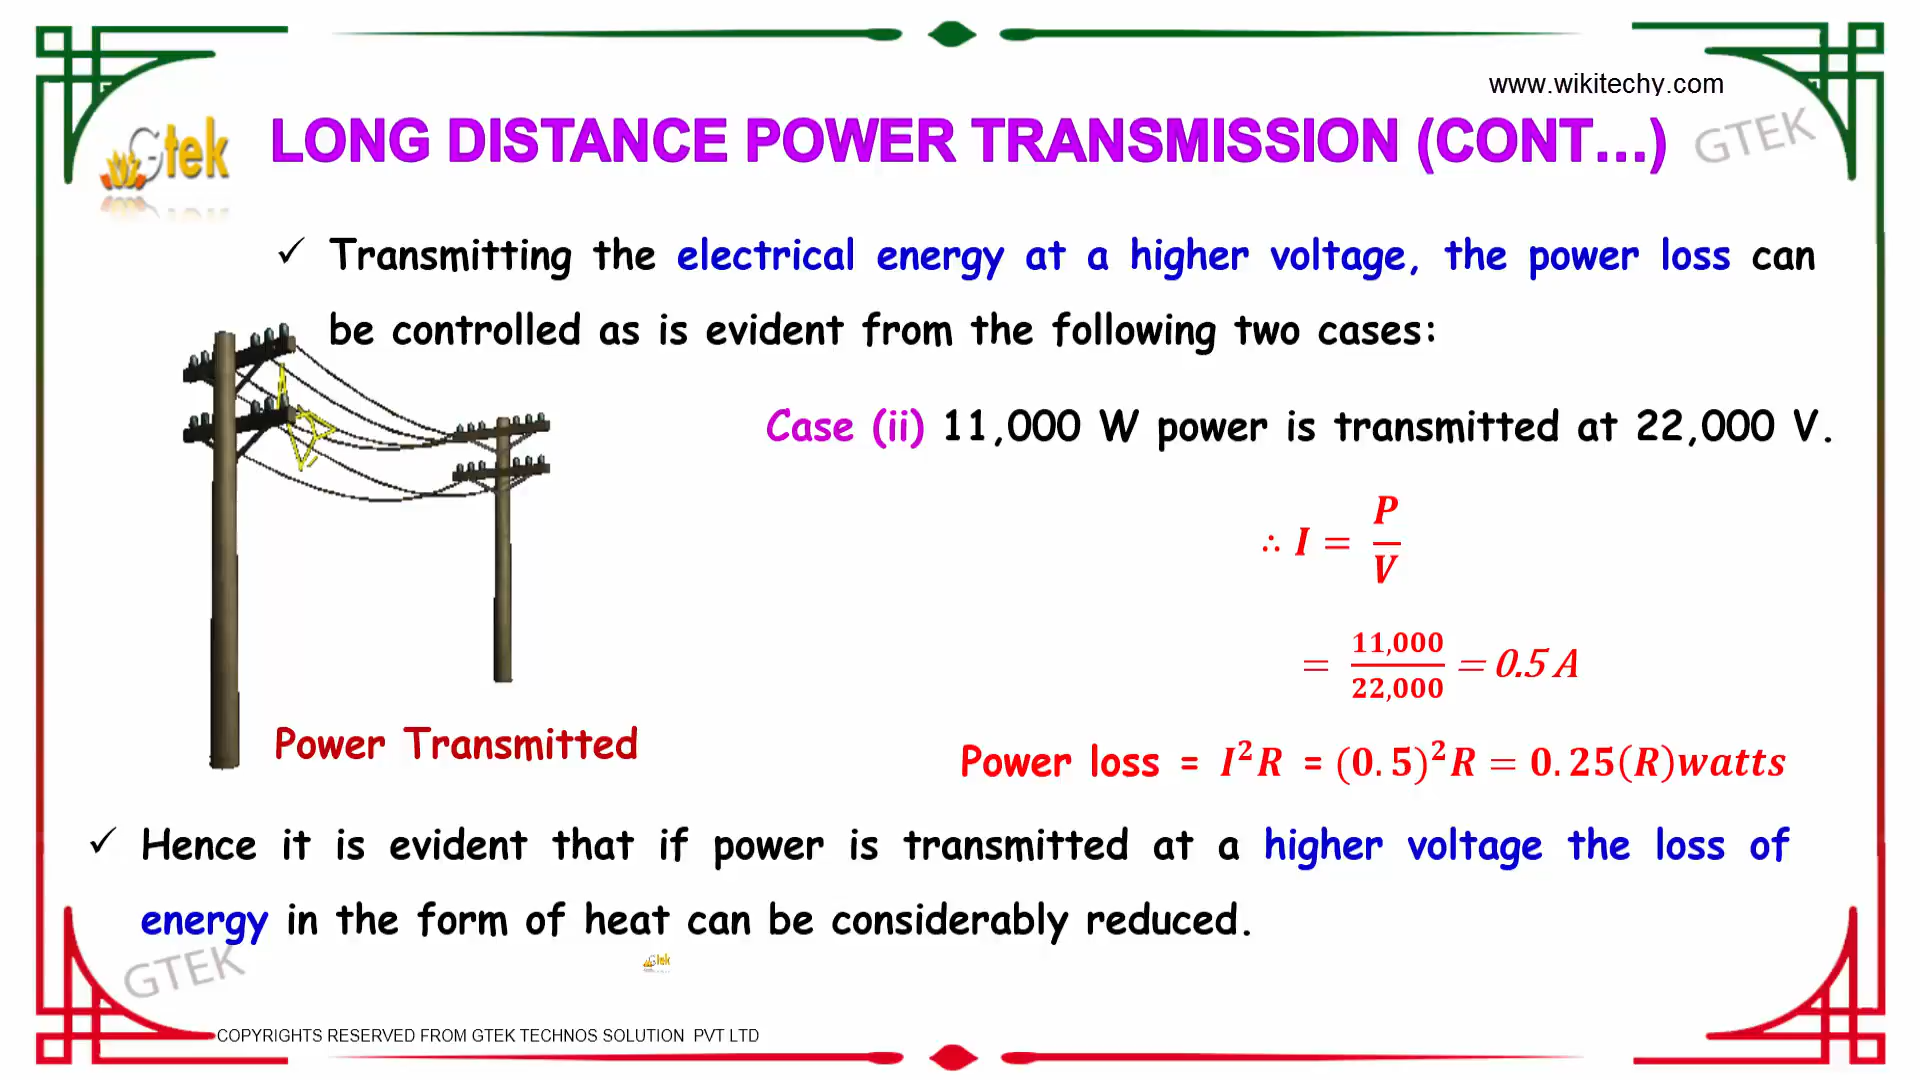 www.wikitechy.com
Gtek
LONG DISTANCE POWER TRANSMISSION (CONT...)
GTEK
✓ Transmitting the electrical energy at a higher voltage, the power loss can
be controlled as is evident from the following two cases:
Case (ii) 11,000 W power is transmitted at 22,000 V.
∴ I = P/V
= 11,000/22,000 = 0.5 A
Power Transmitted
Power loss = I²R = (0.5)²R = 0.25(R)watts
✓ Hence it is evident that if power is transmitted at a higher voltage the loss of
energy in the form of heat can be considerably reduced.
GTEK
Gtek
COPYRIGHTS RESERVED FROM GTEK TECHNOS SOLUTION PVT LTD